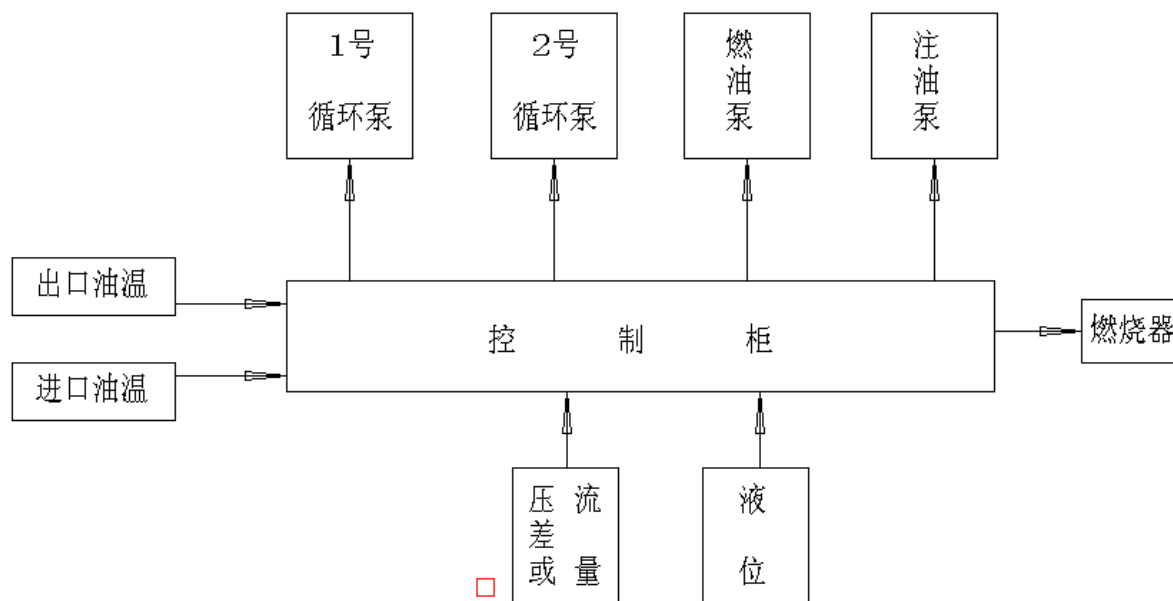 1号
循环泵
2号
循环泵
燃油泵
注油泵
出口油温
进口油温
控制柜
燃烧器
压差或流量
液位